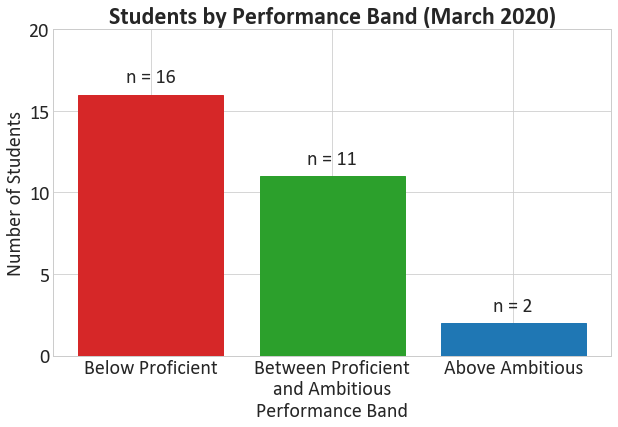 Students by Performance Band (March 2020)
20
15
10
5
0
Number of Students
n = 16
n = 11
n = 2
Below Proficient
Between Proficient
and Ambitious
Above Ambitious
Performance Band